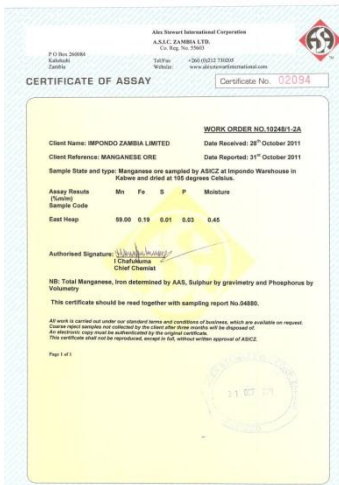 Alex Stewart International Corporation
A.S.I.C. ZAMBIA LTD.
Co. Reg. No. 55603
P O Box 260080
Kalulushi
Zambia
Tel/Fax: +260 (0)212 730205
Website: www.alexstewartinternational.com
CERTIFICATE OF ASSAY
Certificate No. 02094
WORK ORDER NO.10248/1-2A
Client Name: IMPONDO ZAMBIA LIMITED
Date Received: 28th October 2011
Client Reference: MANGANESE ORE
Date Reported: 31st October 2011
Sample State and type: Manganese ore sampled by ASICZ at Impondo Warehouse in
Kabwe and dried at 105 degrees Celsius.
Assay Results Mn Fe S P Moisture
(%m/m)
Sample Code
East Heap 59.00 0.19 0.01 0.03 0.45
Authorised Signature:
I Chafukuma
Chief Chemist
NB: Total Manganese, Iron determined by AAS, Sulphur by gravimetry and Phosphorus by
Volumetry
This certificate should be reed together with sampling report No.04880.
All work is carried out under our standard terms and conditions of business, which are available on request.
Coarse reject samples not collected by the client after three months will be disposed of.
An electronic copy must be authenticated by the original certificate.
This certificate shall not be reproduced, except in full, without written approval of ASICZ.
Page 1 of 1
31 OCT